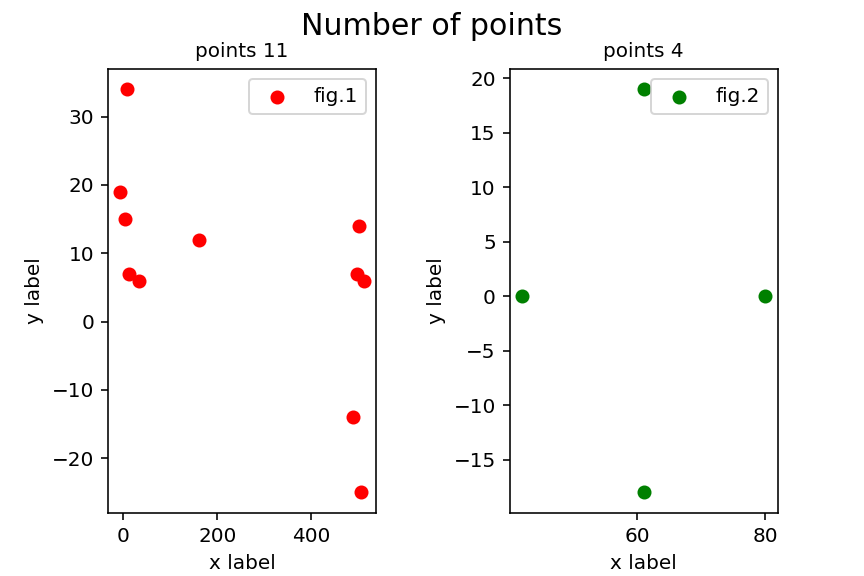 Number of points
points 11
fig.1
30
20
10
0
−10
−20
y label
0 200 400
x label
points 4
fig.2
20
15
10
5
0
−5
−10
−15
y label
60 80
x label